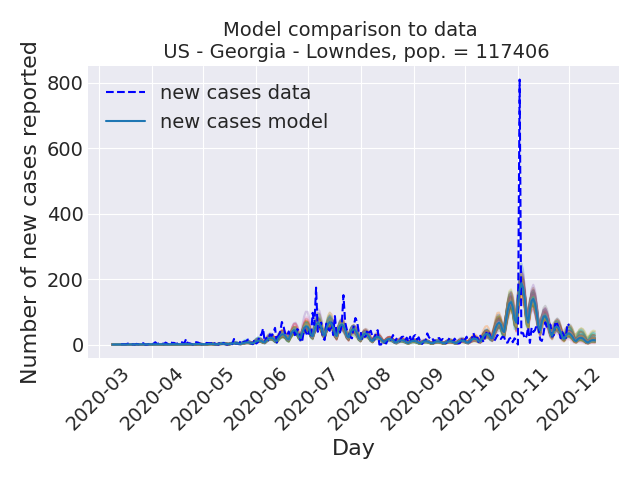 Model comparison to data
US - Georgia - Lowndes, pop. = 117406
Number of new cases reported
800
600
400
200
0
new cases data
new cases model
2020-03
2020-04
2020-05
2020-06
2020-07
2020-08
2020-09
2020-10
2020-11
2020-12
Day